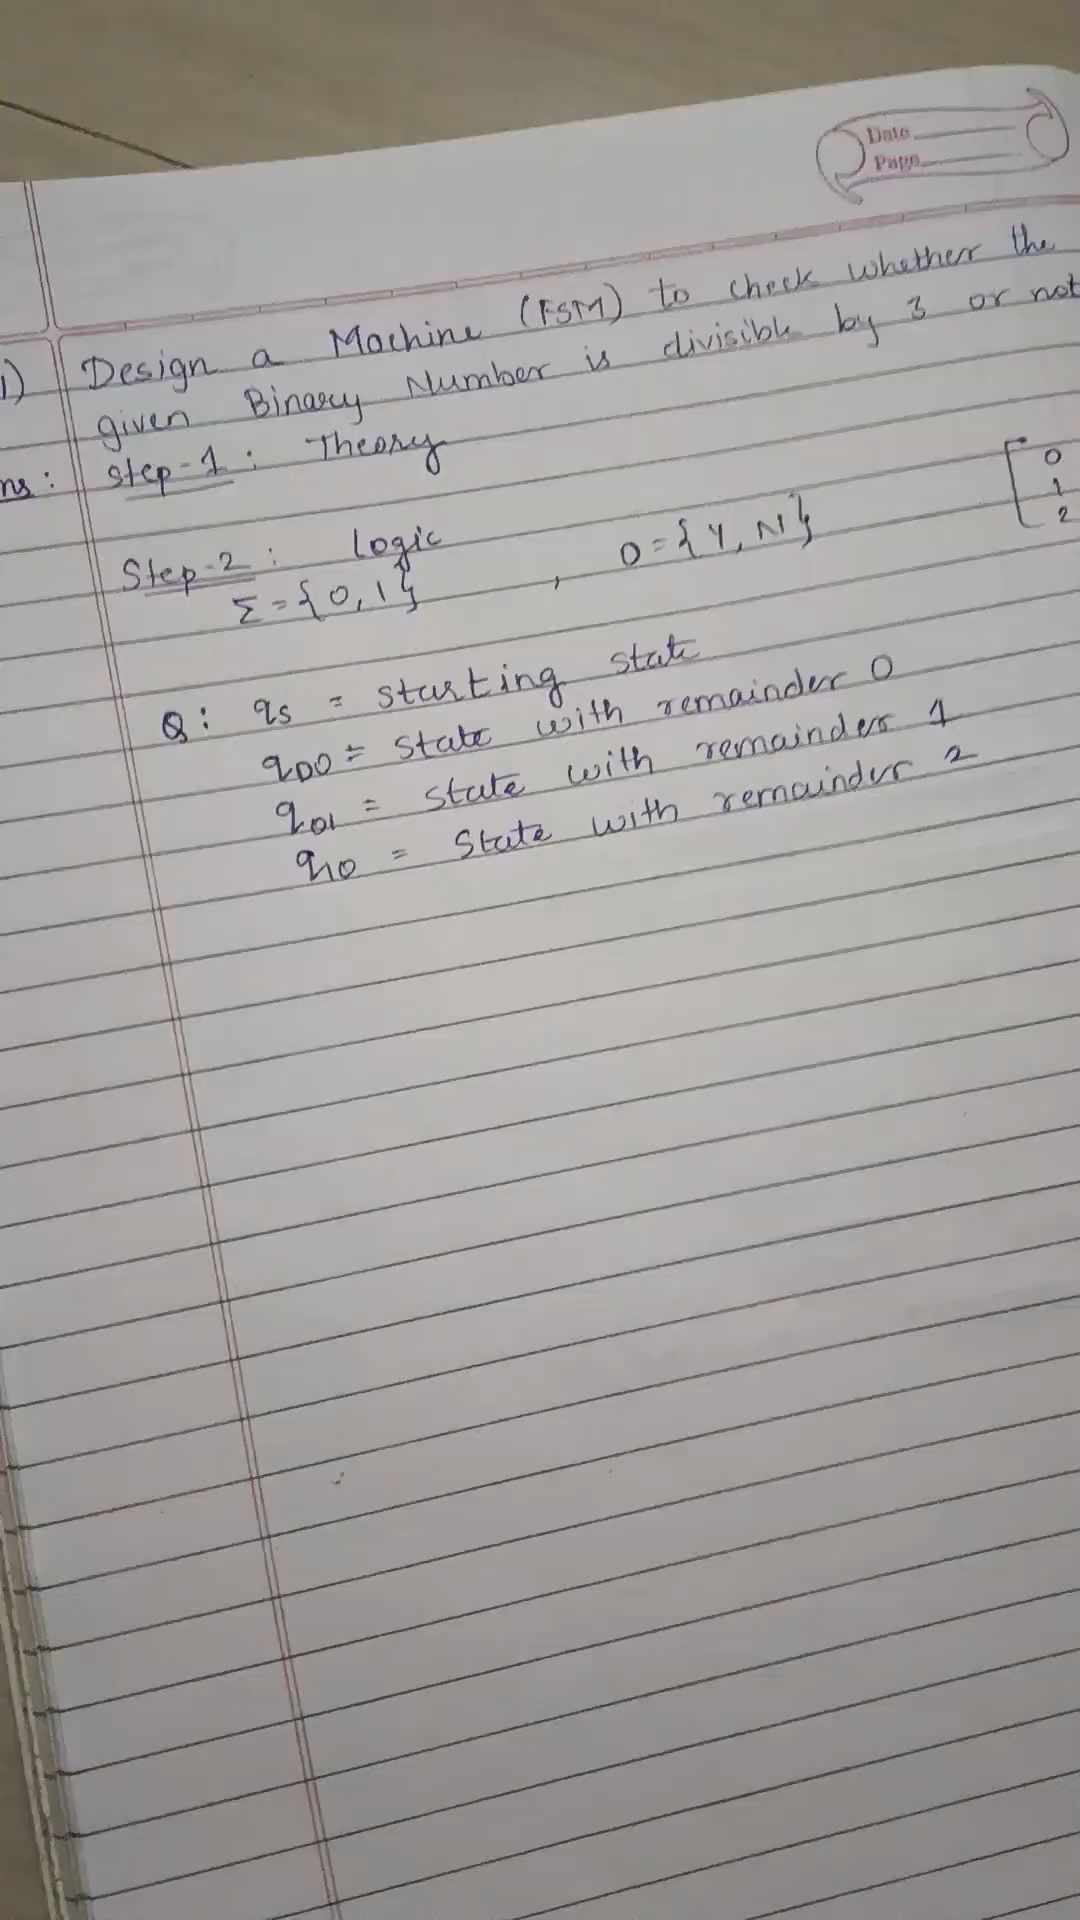 Date
Page
1) Design a Machine (FSM) to check whether the
given Binary Number is divisible by 3 or not
ns: Step-1: Theory
Step-2: Logic
Σ = {0,1} , O = {Y, N}
0
1
2
Q: qs = starting state
q00 = state with remainder 0
q01 = state with remainder 1
q10 = State with remainder 2